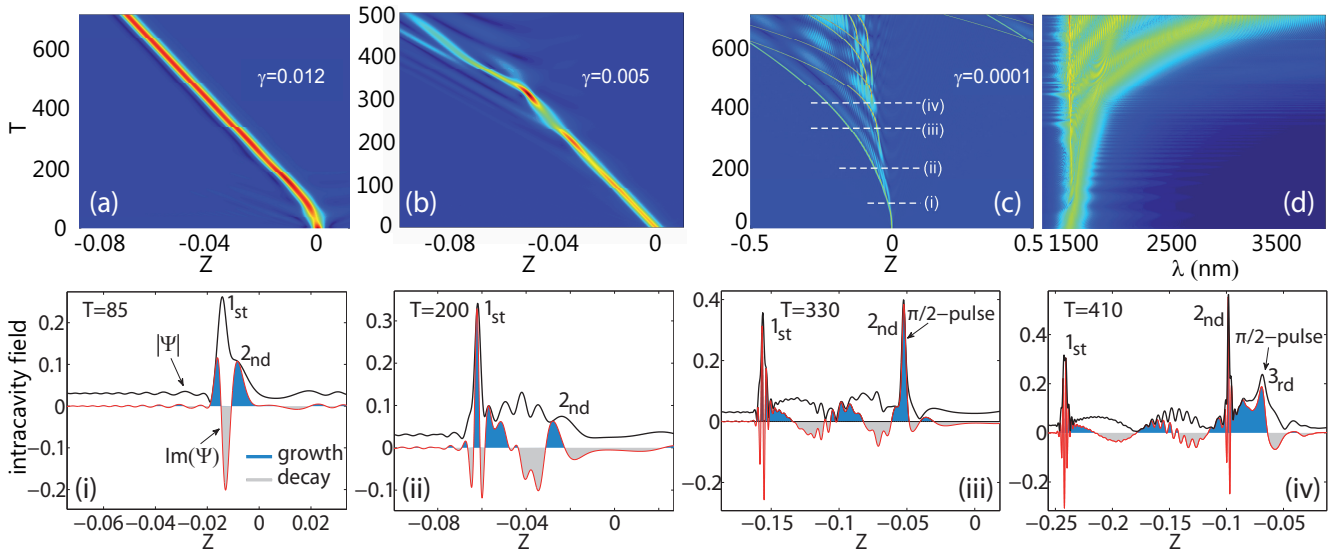 600
400
200
0
T
γ=0.012
(a)
-0.08
-0.04
0
Z
500
400
300
200
100
0
γ=0.005
(b)
-0.08
-0.04
0
Z
600
400
200
0
γ=0.0001
(iv)
(iii)
(ii)
(i)
(c)
-0.5
0
0.5
Z
(d)
1500
2500
3500
λ (nm)
intracavity field
0.2
0.1
0
−0.1
−0.2
T=85
1st
2nd
|Ψ|
Im(Ψ)
growth
decay
(i)
−0.06
−0.04
−0.02
0
0.02
Z
0.3
0.2
0.1
0
−0.1
T=200
1st
2nd
(ii)
−0.08
−0.04
0
Z
0.4
0.2
0
−0.2
T=330
1st
2nd
π/2−pulse
(iii)
−0.15
−0.1
−0.05
0
Z
0.4
0.2
0
−0.2
T=410
1st
2nd
π/2−pulse
3rd
(iv)
−0.25
−0.2
−0.15
−0.1
−0.05
0
Z